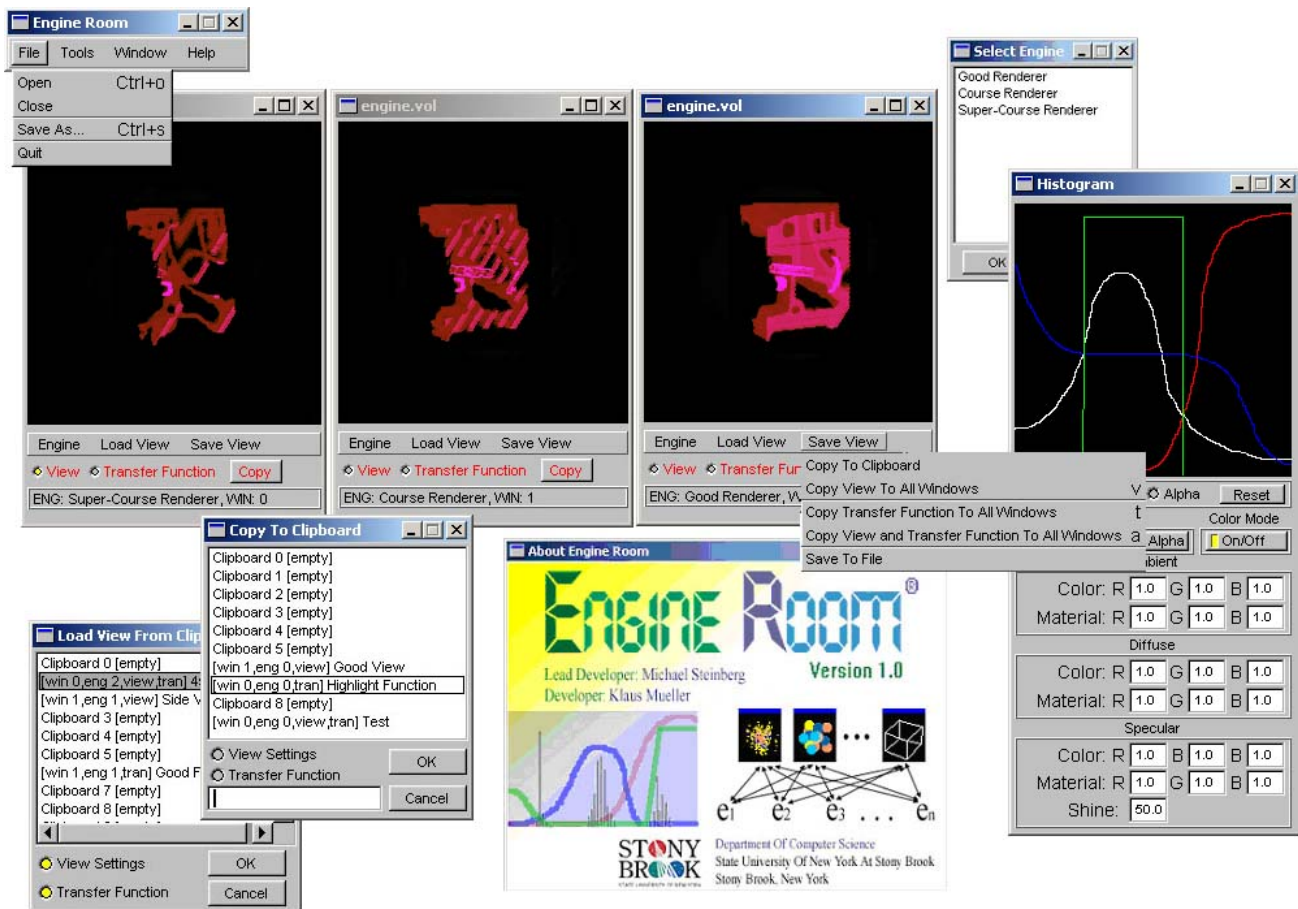 Engine Room
File Tools Window Help
Open Ctrl+o
Close
Save As... Ctrl+s
Quit
engine.vol
engine.vol
Select Engine
Good Renderer
Course Renderer
Super-Course Renderer
OK
Engine Load View Save View
View Transfer Function Copy
ENG: Super-Course Renderer, WIN: 0
Engine Load View Save View
View Transfer Function Copy
ENG: Course Renderer, WIN: 1
Engine Load View Save View
View Transfer
ENG: Good Renderer,
Copy To Clipboard
Copy View To All Windows v
Copy Transfer Function To All Windows t
Copy View and Transfer Function To All Windows a
Save To File
Histogram
Alpha Reset
Color Mode
Alpha On/Off
Color: R 1.0 G 1.0 B 1.0
Material: R 1.0 G 1.0 B 1.0
Diffuse
Color: R 1.0 G 1.0 B 1.0
Material: R 1.0 G 1.0 B 1.0
Specular
Color: R 1.0 B 1.0 B 1.0
Material: R 1.0 G 1.0 B 1.0
Shine: 50.0
Copy To Clipboard
Clipboard 0 [empty]
Clipboard 1 [empty]
Clipboard 2 [empty]
Clipboard 3 [empty]
Clipboard 4 [empty]
Clipboard 5 [empty]
[win 1,eng 0,view] Good View
[win 0,eng 0,tran] Highlight Function
Clipboard 8 [empty]
[win 0,eng 0,view,tran] Test
View Settings
Transfer Function
OK
Cancel
Load View From
Clipboard 0 [empty]
[win 0,eng 2,view,tran]
[win 1,eng 1,view] Side
Clipboard 3 [empty]
Clipboard 4 [empty]
Clipboard 5 [empty]
[win 1,eng 1,tran] Good
Clipboard 7 [empty]
Clipboard 8 [empty]
View Settings OK
Transfer Function Cancel
About Engine Room
ENGINE ROOM®
Version 1.0
Lead Developer: Michael Steinberg
Developer: Klaus Mueller
e1 e2 e3 . . . en
STONY BROOK
STATE UNIVERSITY OF NEW YORK
Department Of Computer Science
State University Of New York At Stony Brook
Stony Brook, New York